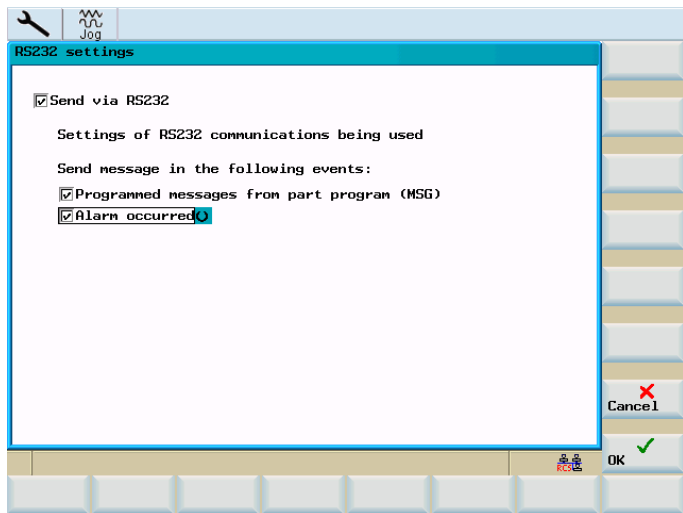 Jog
RS232 settings
Send via RS232
Settings of RS232 communications being used
Send message in the following events:
Programmed messages from part program (MSG)
Alarm occurred
Cancel
OK
RCS